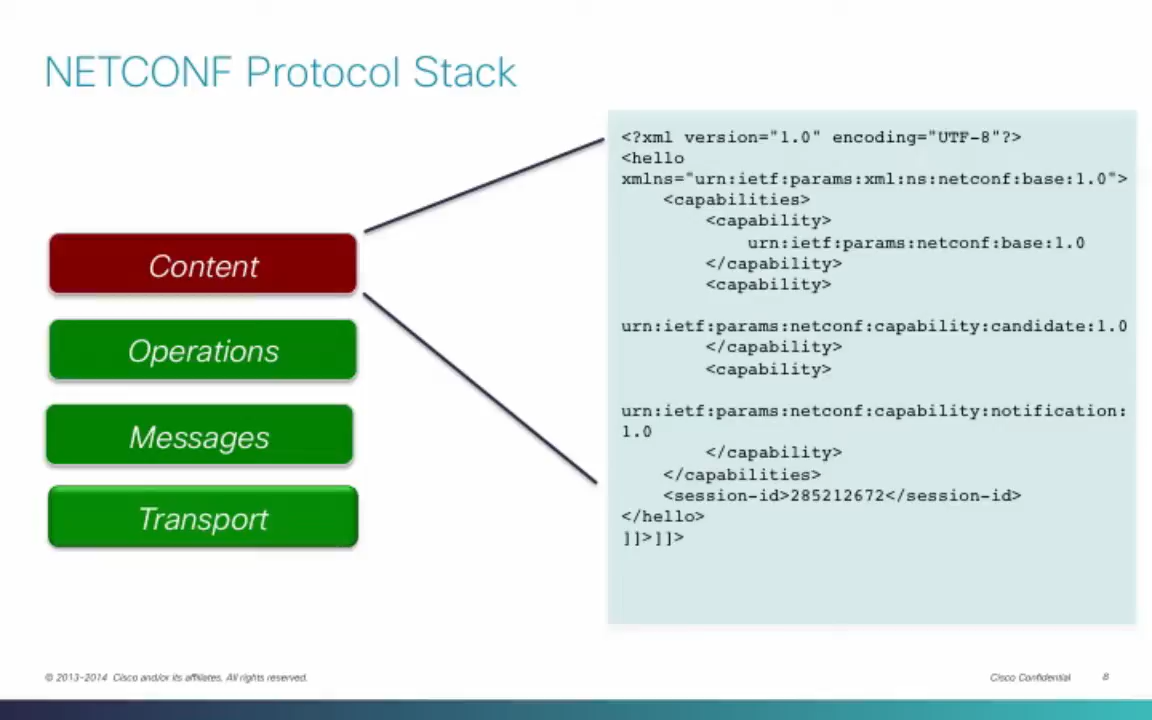 NETCONF Protocol Stack
Content
Operations
Messages
Transport
<?xml version="1.0" encoding="UTF-8"?>
<hello
xmlns="urn:ietf:params:xml:ns:netconf:base:1.0">
    <capabilities>
        <capability>
            urn:ietf:params:netconf:base:1.0
        </capability>
        <capability>
urn:ietf:params:netconf:capability:candidate:1.0
        </capability>
        <capability>
urn:ietf:params:netconf:capability:notification:
1.0
        </capability>
    </capabilities>
    <session-id>285212672</session-id>
</hello>
]]>]]>
© 2013-2014 Cisco and/or its affiliates. All rights reserved.
Cisco Confidential
8